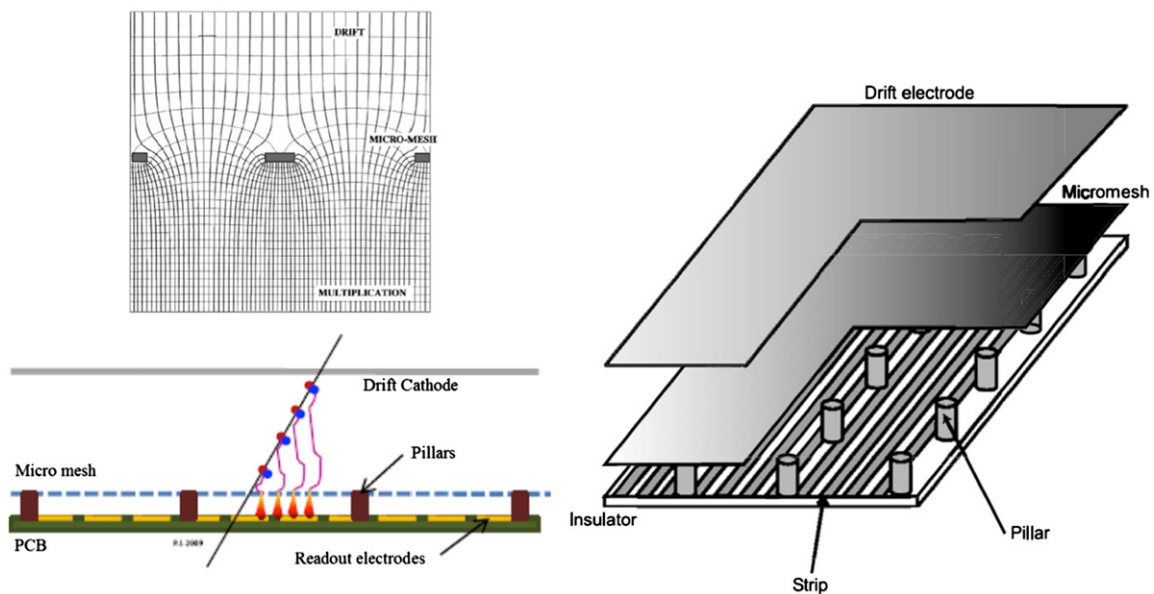 DRIFT
MICRO-MESH
MULTIPLICATION
Drift Cathode
Micro mesh
Pillars
PCB
P.I. 2009
Readout electrodes
Drift electrode
Micromesh
Insulator
Pillar
Strip